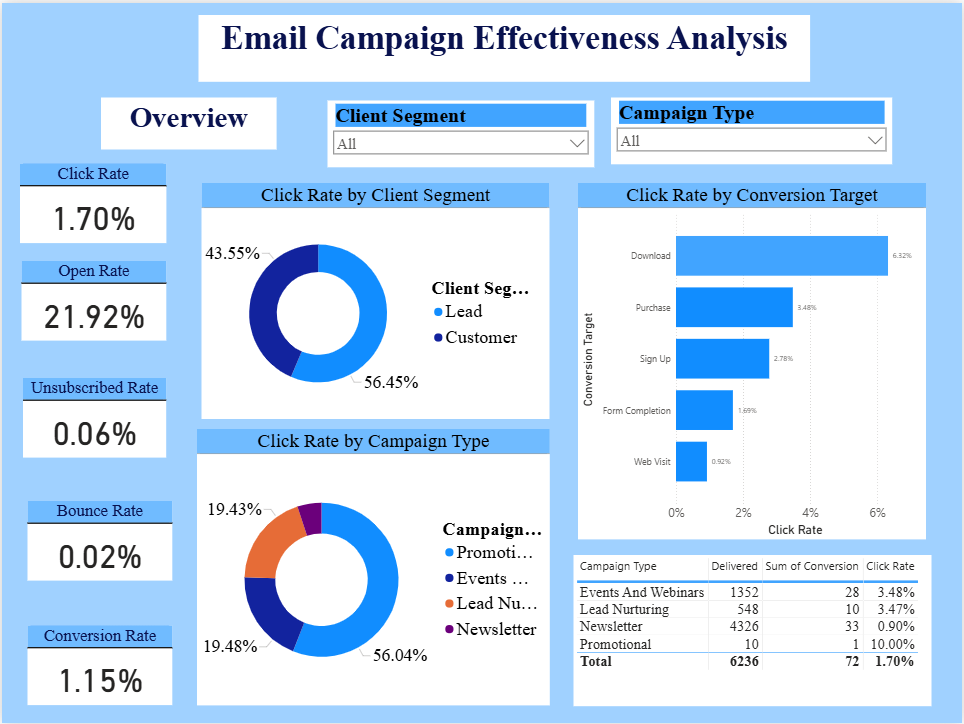 Email Campaign Effectiveness Analysis
Overview
Client Segment
All
Campaign Type
All
Click Rate
1.70%
Open Rate
21.92%
Unsubscribed Rate
0.06%
Bounce Rate
0.02%
Conversion Rate
1.15%
Click Rate by Client Segment
43.55%
56.45%
Client Seg...
Lead
Customer
Click Rate by Campaign Type
19.43%
19.48%
56.04%
Campaign...
Promoti...
Events ...
Lead Nu...
Newsletter
Click Rate by Conversion Target
Conversion Target
Download 6.32%
Purchase 3.48%
Sign Up 2.78%
Form Completion 1.69%
Web Visit 0.92%
0% 2% 4% 6%
Click Rate
Campaign Type Delivered Sum of Conversion Click Rate
Events And Webinars 1352 28 3.48%
Lead Nurturing 548 10 3.47%
Newsletter 4326 33 0.90%
Promotional 10 1 10.00%
Total 6236 72 1.70%